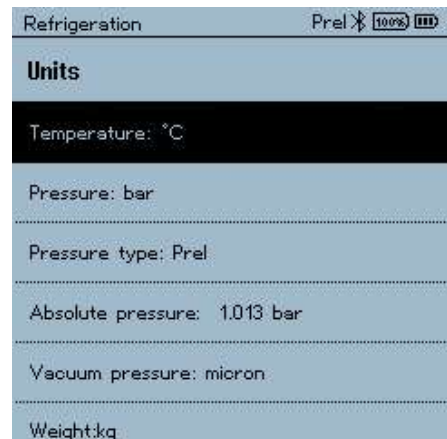 Refrigeration Prel 100%
Units
Temperature: °C
Pressure: bar
Pressure type: Prel
Absolute pressure: 1.013 bar
Vacuum pressure: micron
Weight:kg